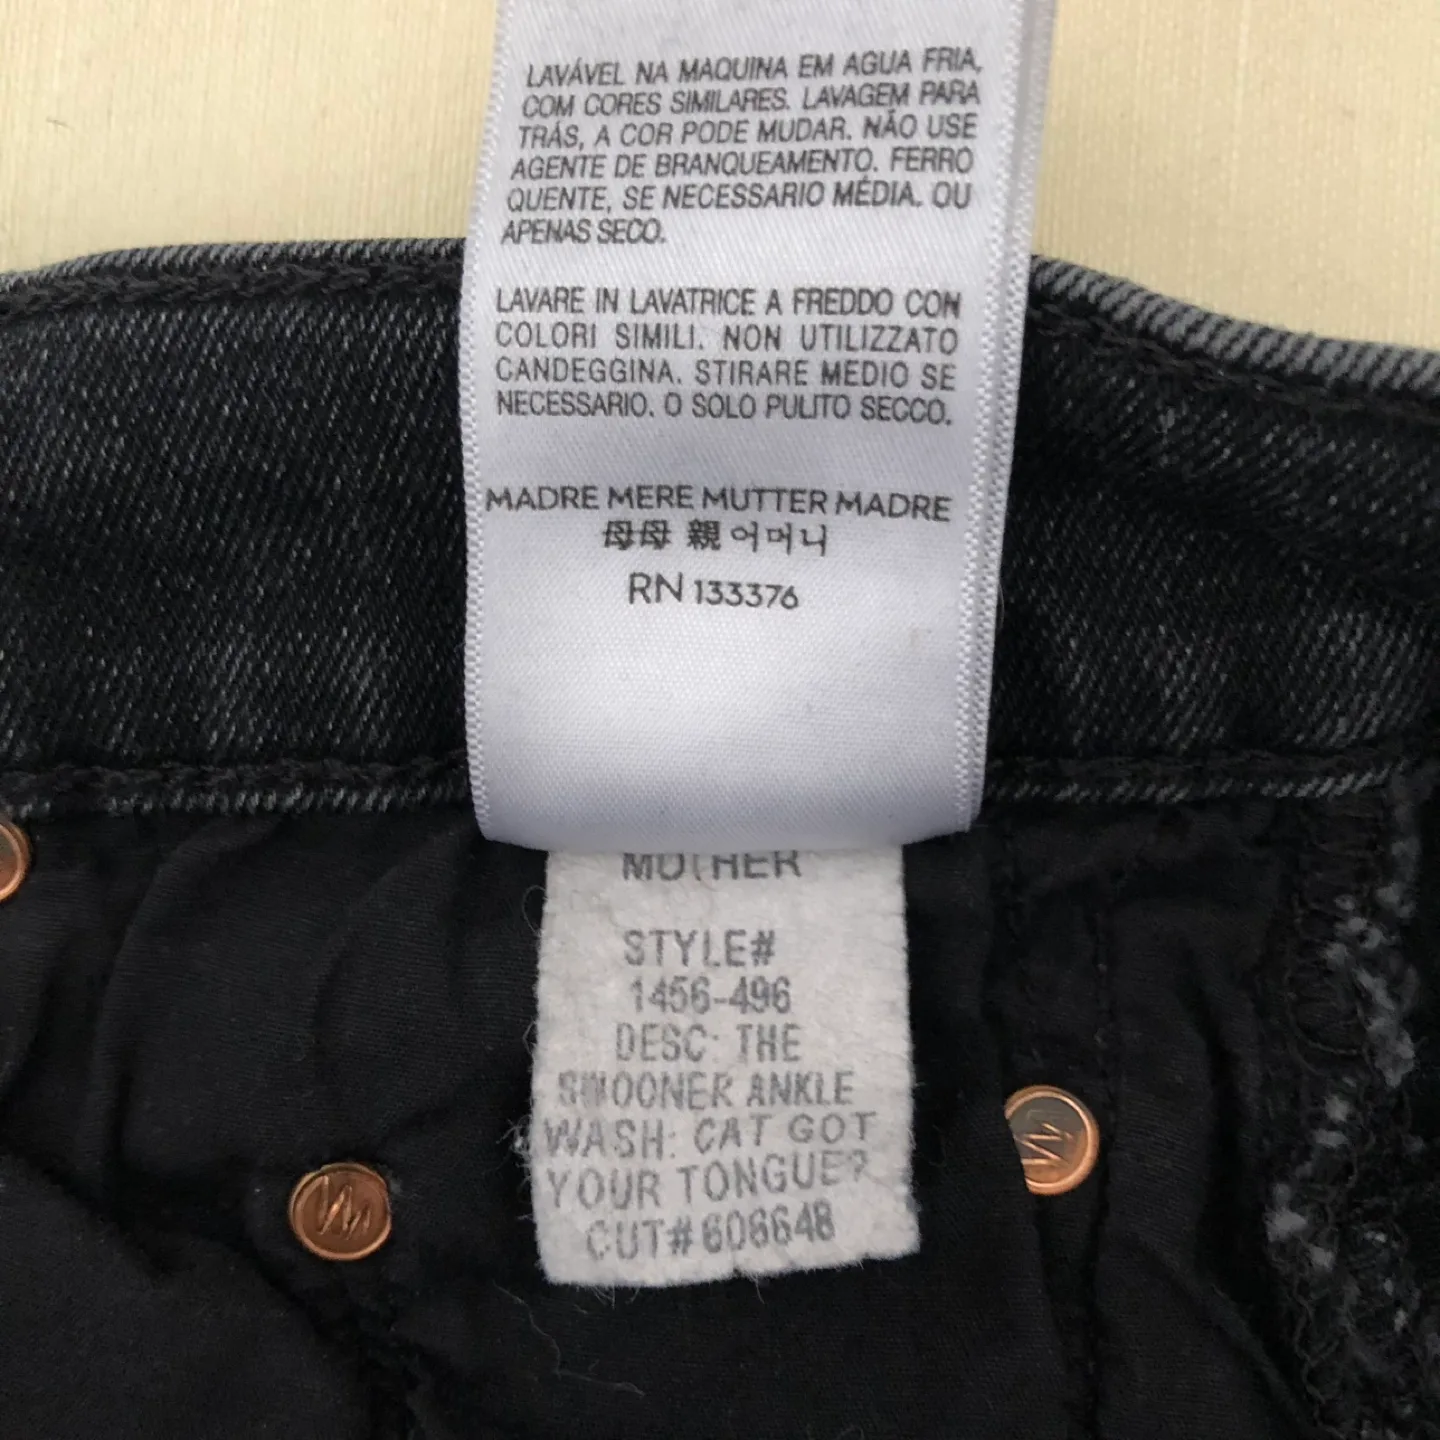 LAVÁVEL NA MAQUINA EM AGUA FRIA,
COM CORES SIMILARES. LAVAGEM PARA
TRÁS, A COR PODE MUDAR. NÃO USE
AGENTE DE BRANQUEAMENTO. FERRO
QUENTE, SE NECESSARIO MÉDIA. OU
APENAS SECO.
LAVARE IN LAVATRICE A FREDDO CON
COLORI SIMILI. NON UTILIZZATO
CANDEGGINA. STIRARE MEDIO SE
NECESSARIO. O SOLO PULITO SECCO.
MADRE MERE MUTTER MADRE
母母親어머니
RN 133376
MOTHER
STYLE#
1456-496
DESC: THE
SWOONER ANKLE
WASH: CAT GOT
YOUR TONGUE?
CUT# 606648